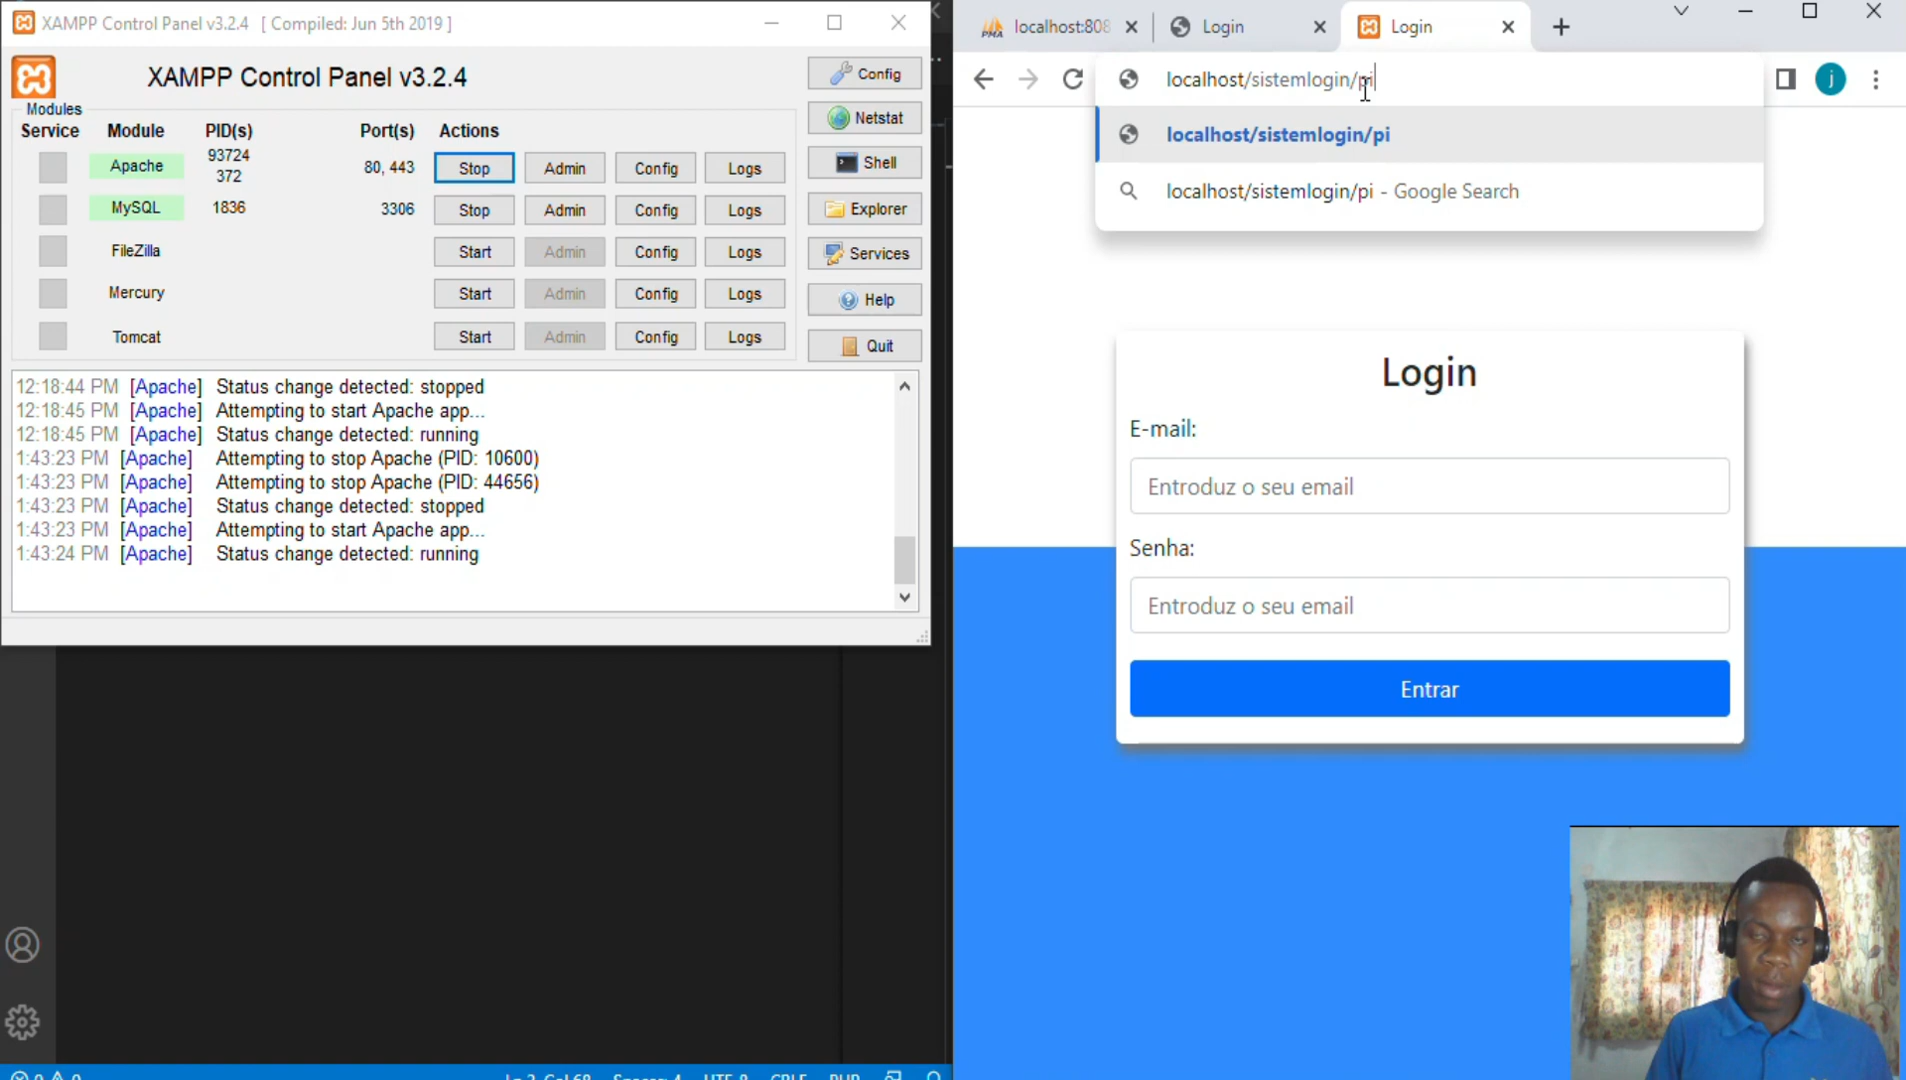 XAMPP Control Panel v3.2.4 [ Compiled: Jun 5th 2019 ]
XAMPP Control Panel v3.2.4
Config
Modules
Service Module PID(s) Port(s) Actions
Netstat
Apache 93724 372 80, 443 Stop Admin Config Logs
Shell
MySQL 1836 3306 Stop Admin Config Logs
Explorer
FileZilla Start Admin Config Logs
Services
Mercury Start Admin Config Logs
Help
Tomcat Start Admin Config Logs
Quit
12:18:44 PM [Apache] Status change detected: stopped
12:18:45 PM [Apache] Attempting to start Apache app...
12:18:45 PM [Apache] Status change detected: running
1:43:23 PM [Apache] Attempting to stop Apache (PID: 10600)
1:43:23 PM [Apache] Attempting to stop Apache (PID: 44656)
1:43:23 PM [Apache] Status change detected: stopped
1:43:23 PM [Apache] Attempting to start Apache app...
1:43:24 PM [Apache] Status change detected: running
PMA localhost:808 Login Login
localhost/sistemlogin/pi
j
localhost/sistemlogin/pi
localhost/sistemlogin/pi - Google Search
Login
E-mail:
Entroduz o seu email
Senha:
Entroduz o seu email
Entrar